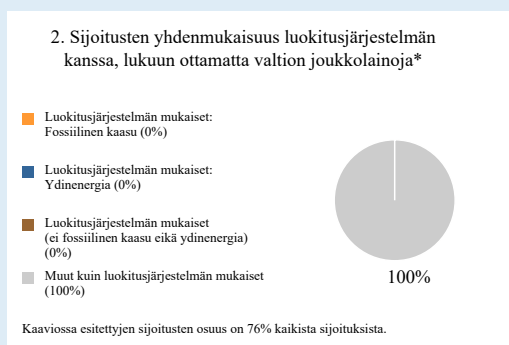 2. Sijoitusten yhdenmukaisuus luokitusjärjestelmän
kanssa, lukuun ottamatta valtion joukkolainoja*
Luokitusjärjestelmän mukaiset:
Fossiilinen kaasu (0%)
Luokitusjärjestelmän mukaiset:
Ydinenergia (0%)
Luokitusjärjestelmän mukaiset
(ei fossiilinen kaasu eikä ydinenergia)
(0%)
Muut kuin luokitusjärjestelmän mukaiset
(100%)
100%
Kaaviossa esitettyjen sijoitusten osuus on 76% kaikista sijoituksista.